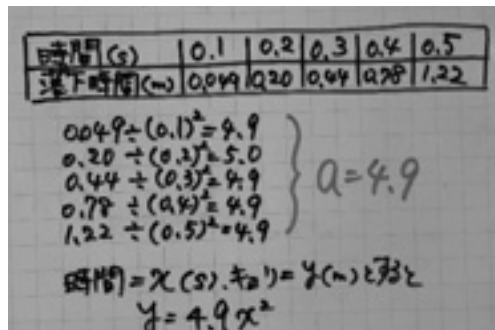 時間(s) 0.1 0.2 0.3 0.4 0.5
落下時間(m) 0.049 0.20 0.44 0.78 1.22
0.049÷(0.1)²=4.9
0.20÷(0.2)²=5.0
0.44÷(0.3)²=4.9
0.78÷(0.4)²=4.9
1.22÷(0.5)²=4.9
a=4.9
時間=x(s).キョリ=y(m)とすると
y=4.9x²